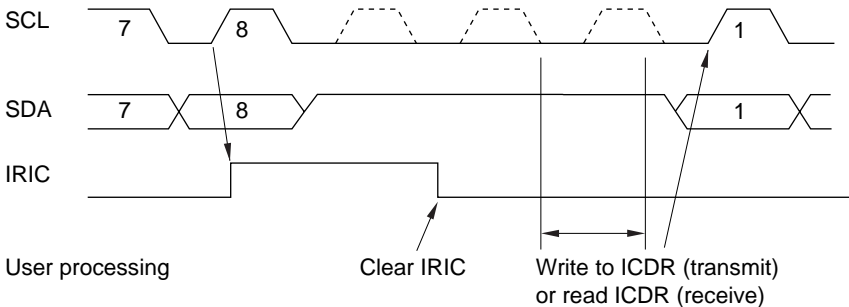 SCL 7 8 1
SDA 7 8 1
IRIC
User processing Clear IRIC Write to ICDR (transmit)
or read ICDR (receive)